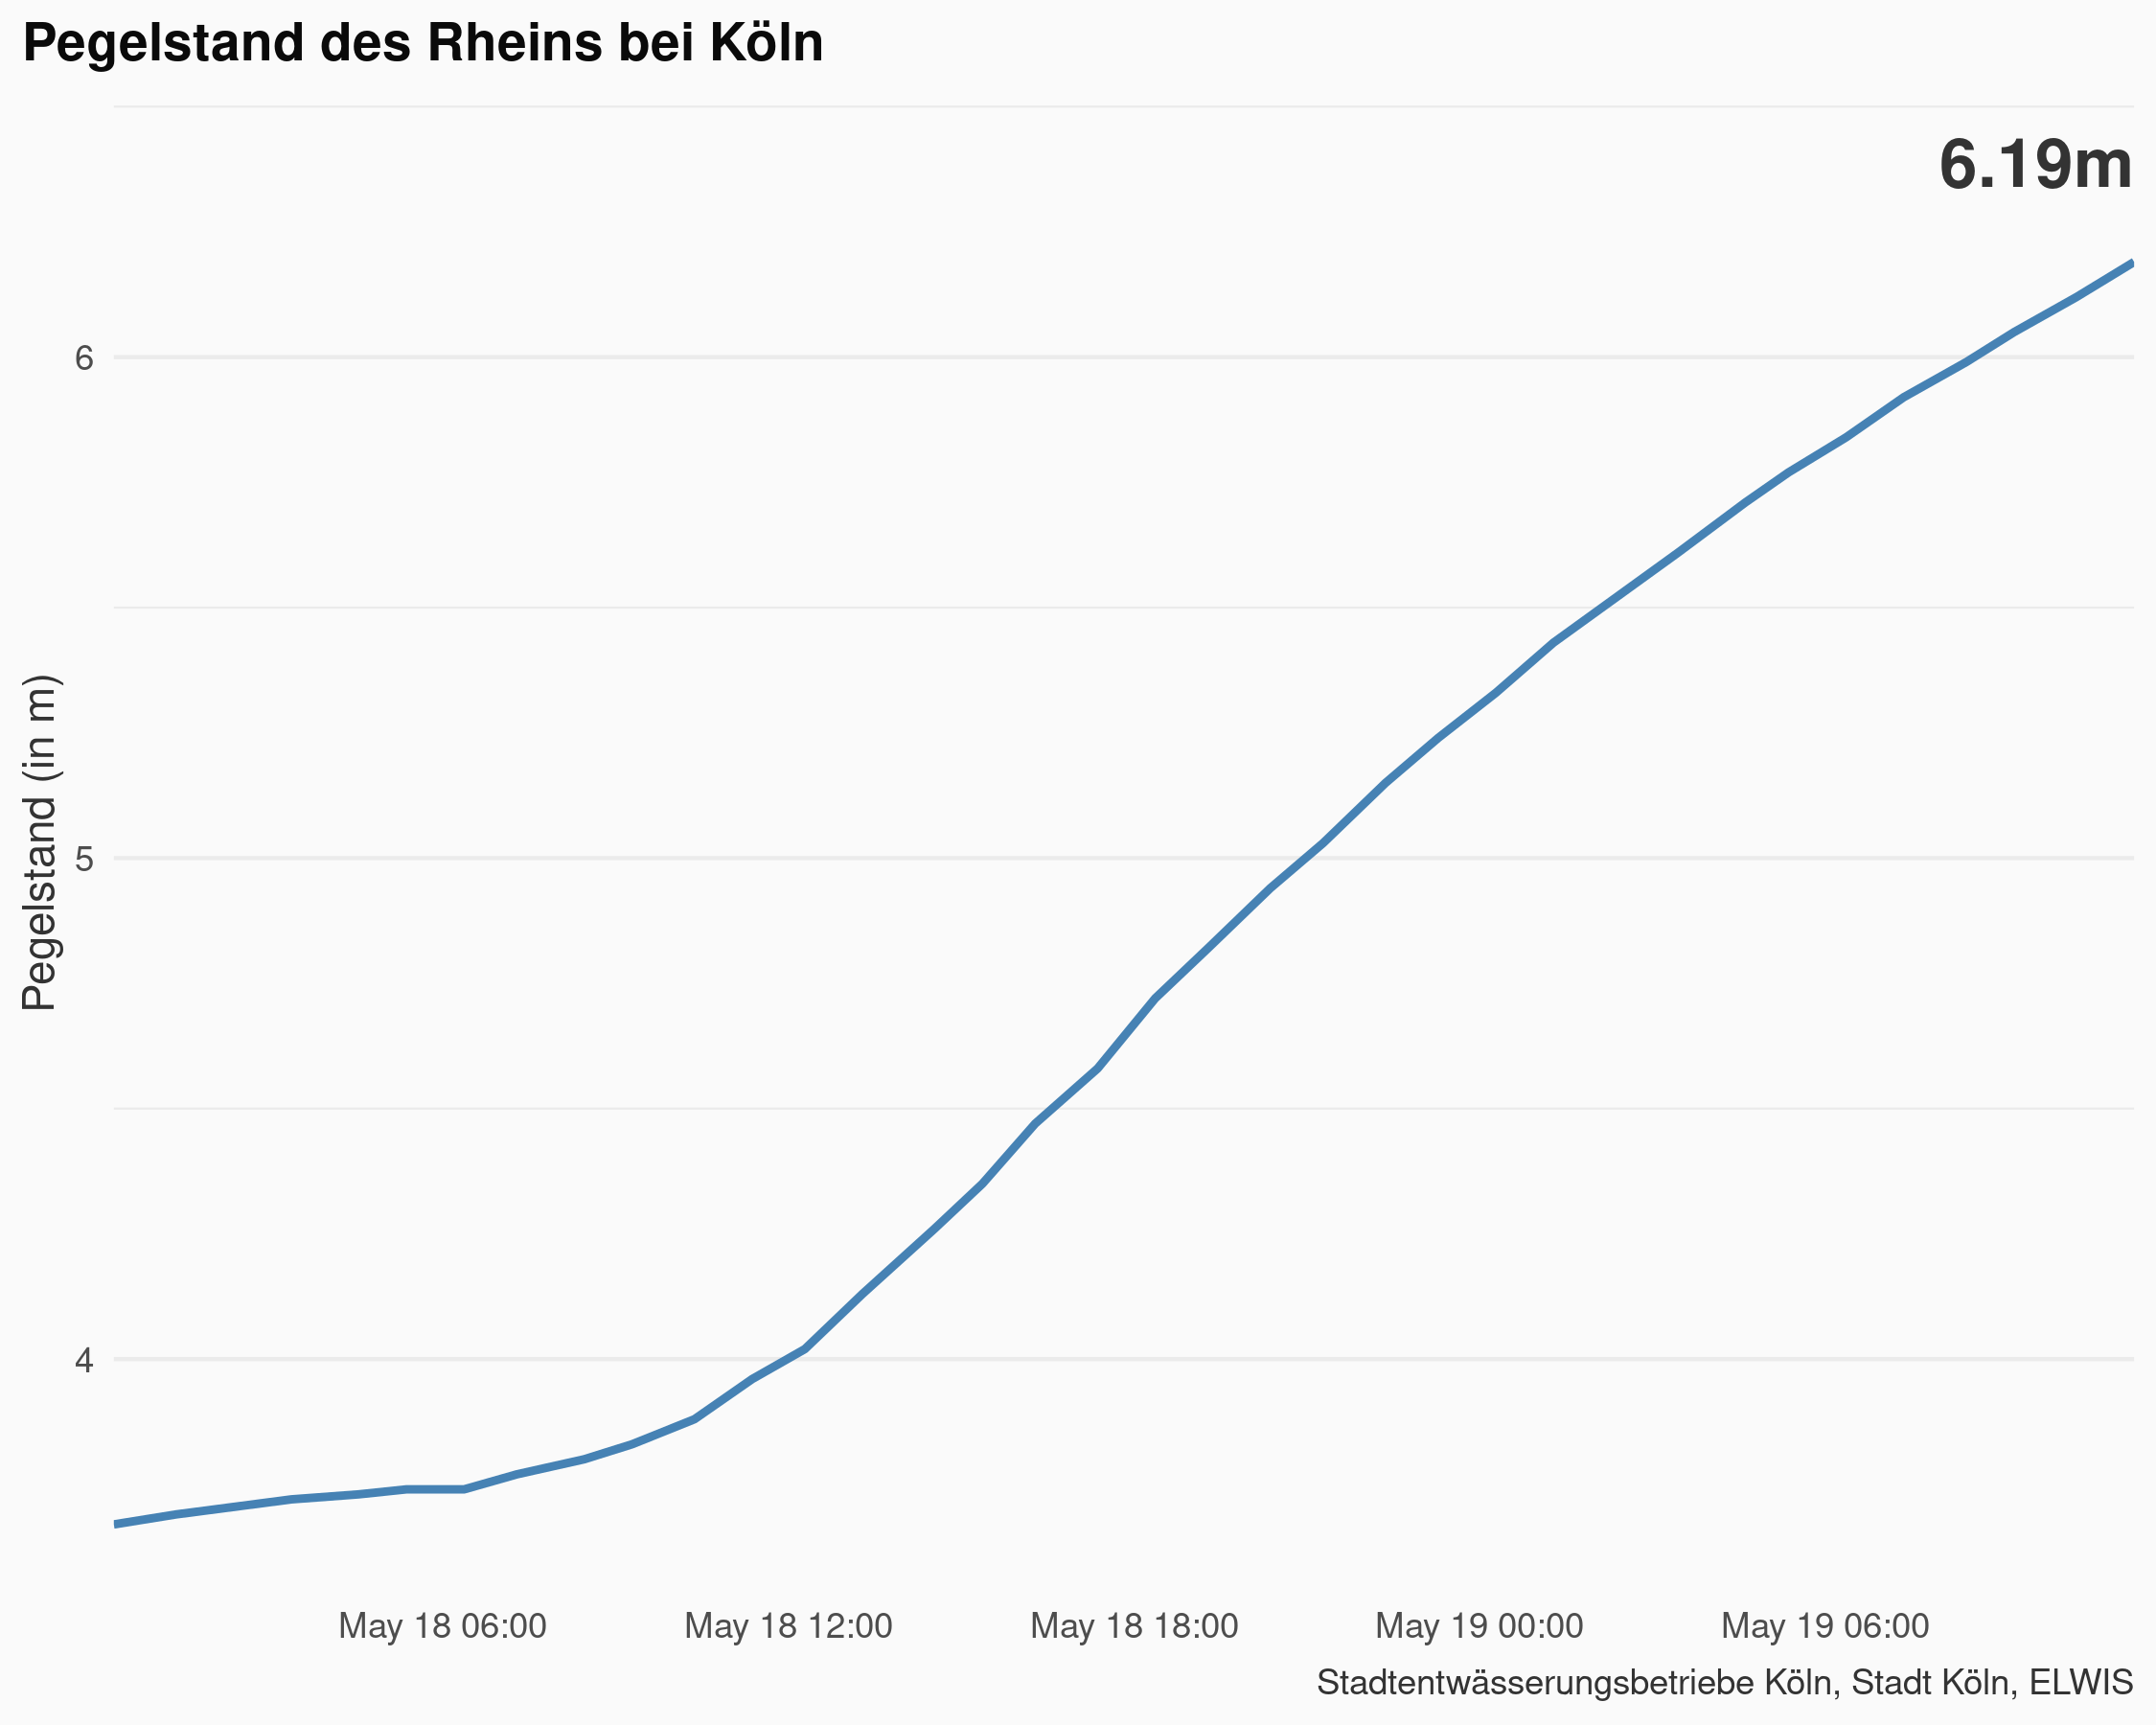 Pegelstand des Rheins bei Köln
6.19m
Pegelstand (in m)
6
5
4
May 18 06:00
May 18 12:00
May 18 18:00
May 19 00:00
May 19 06:00
Stadtentwässerungsbetriebe Köln, Stadt Köln, ELWIS